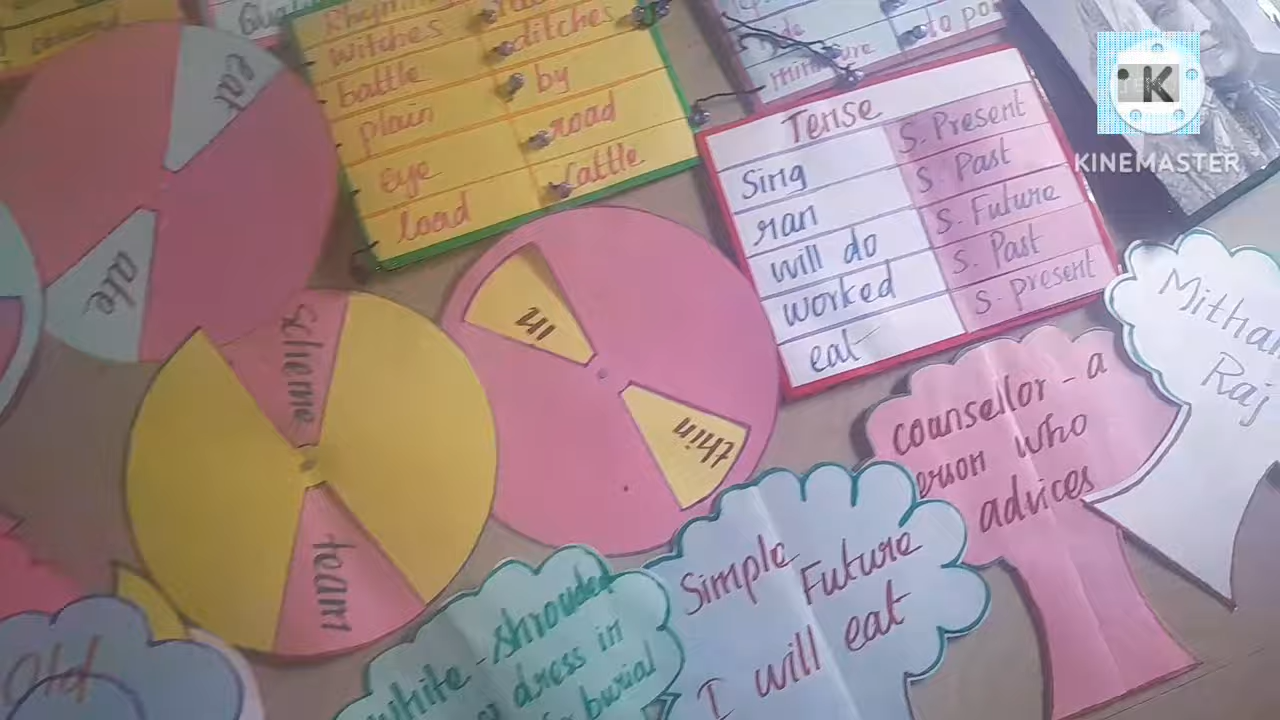 eat
ate
witches
ditches
battle
by
plain
road
eye
cattle
load
Tense
Sing
S. Present
ran
S. Past
will do
S. Future
worked
S. Past
eat
S. present
KINEMASTER
K
scheme
team
in
thin
counsellor - a
person who
advices
Raj
Simple
Future
I will eat
white - shrouded
dress in
burial
Old